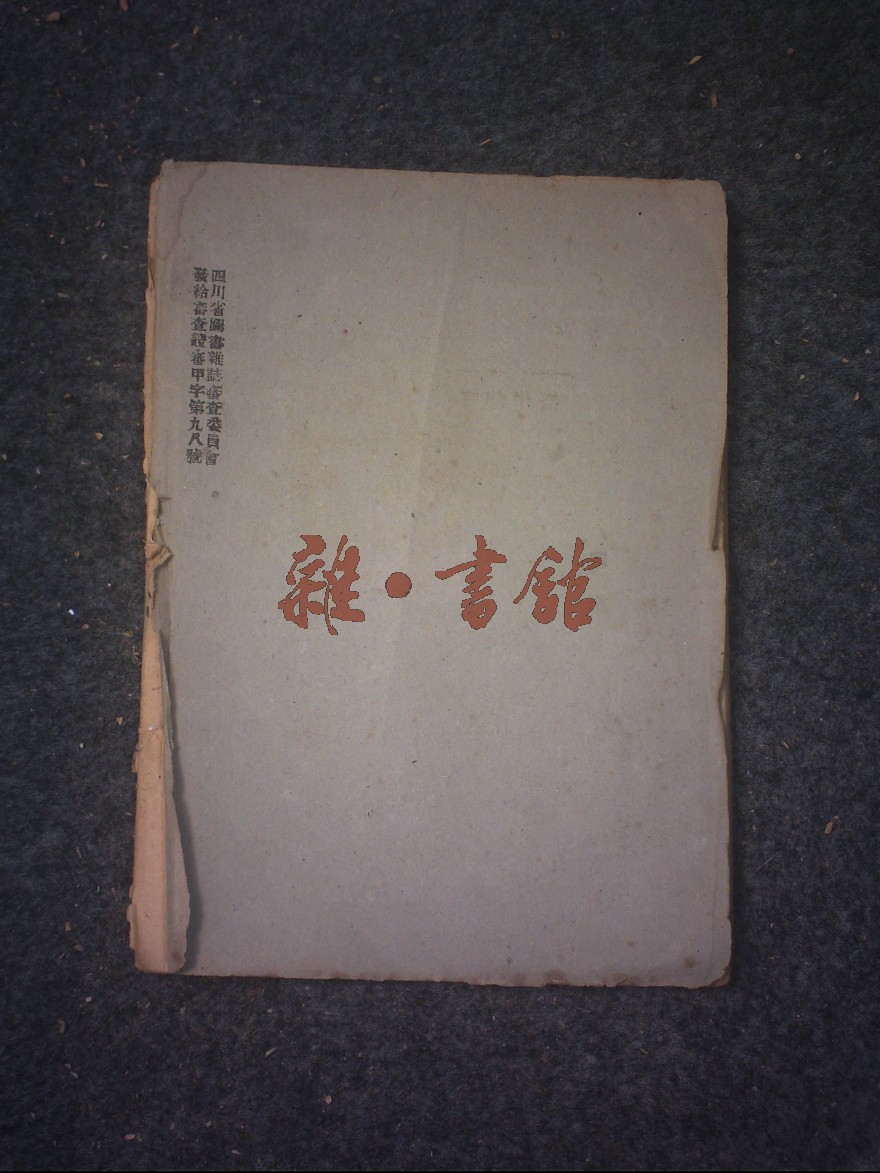 四川省圖書雜誌審查委員會
發給審查證審甲字第九八號
雜·書館